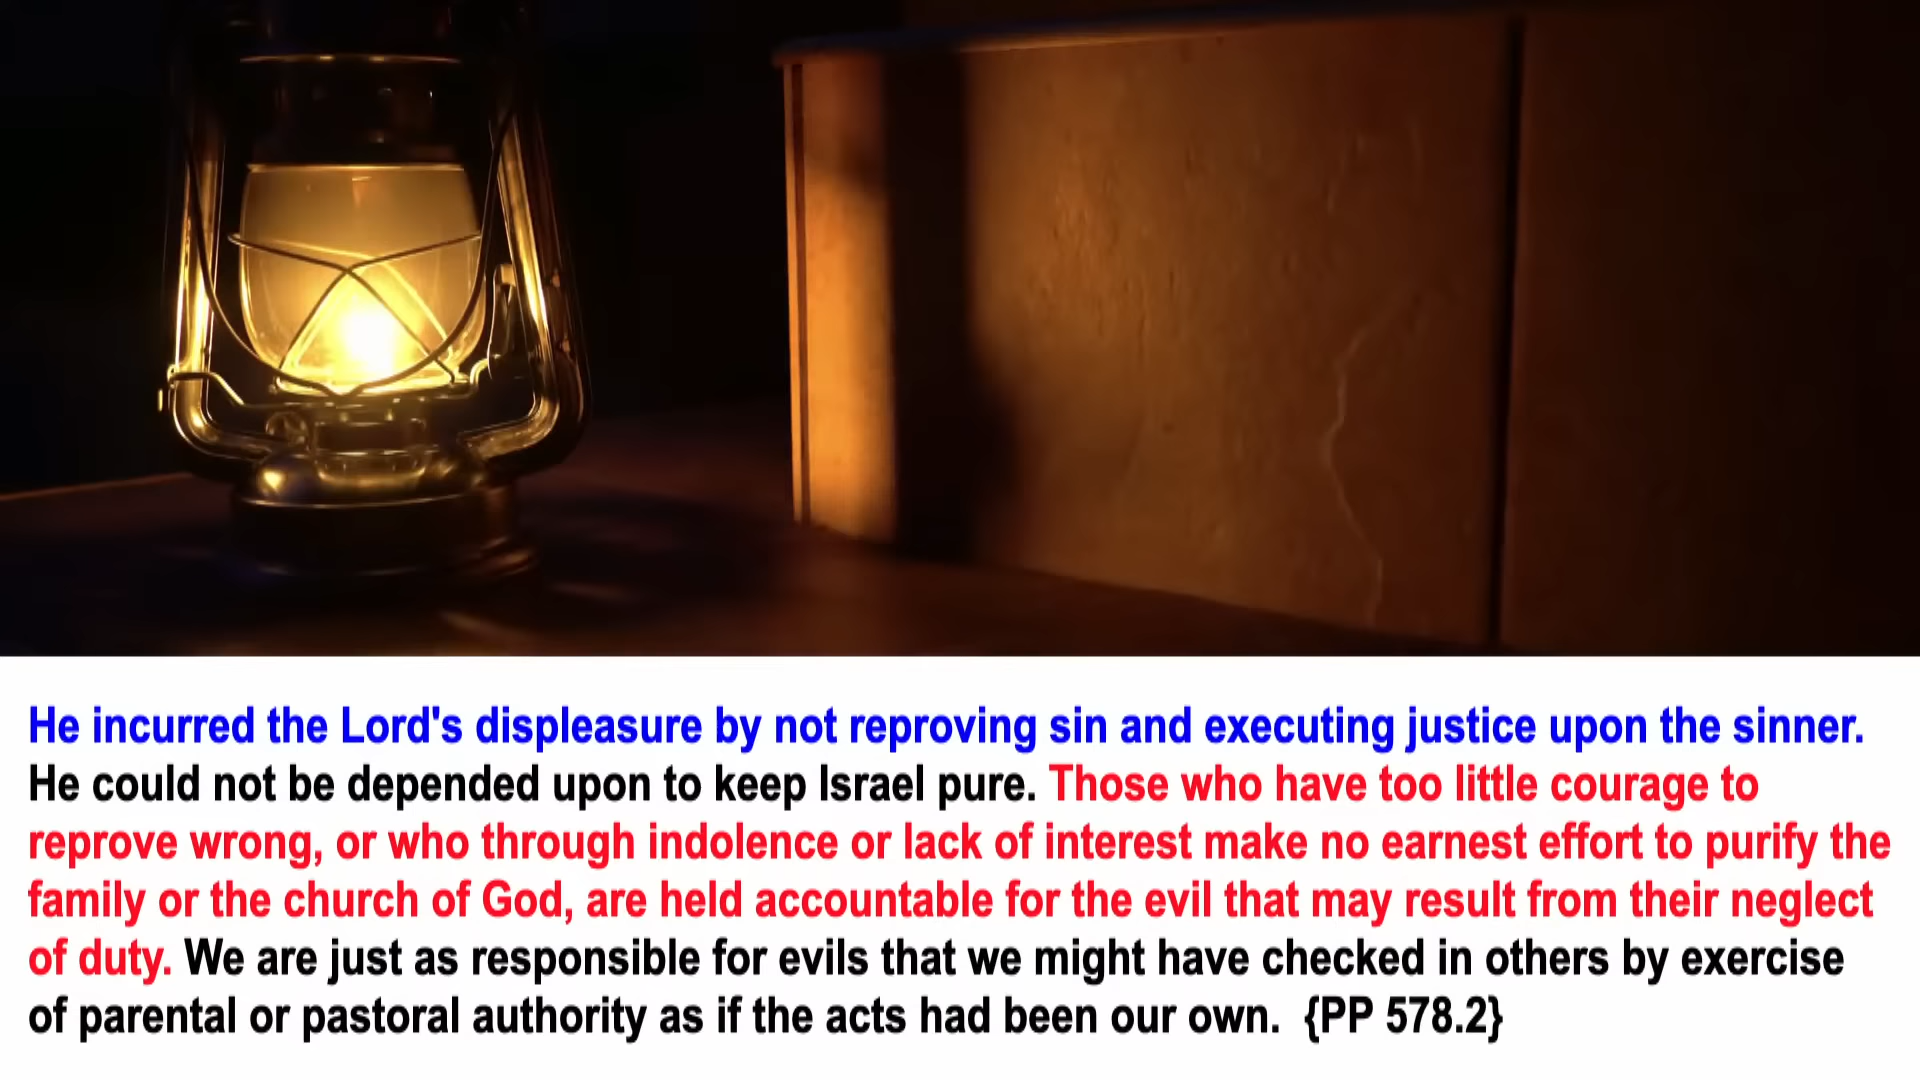 He incurred the Lord's displeasure by not reproving sin and executing justice upon the sinner.
He could not be depended upon to keep Israel pure. Those who have too little courage to
reprove wrong, or who through indolence or lack of interest make no earnest effort to purify the
family or the church of God, are held accountable for the evil that may result from their neglect
of duty. We are just as responsible for evils that we might have checked in others by exercise
of parental or pastoral authority as if the acts had been our own. {PP 578.2}